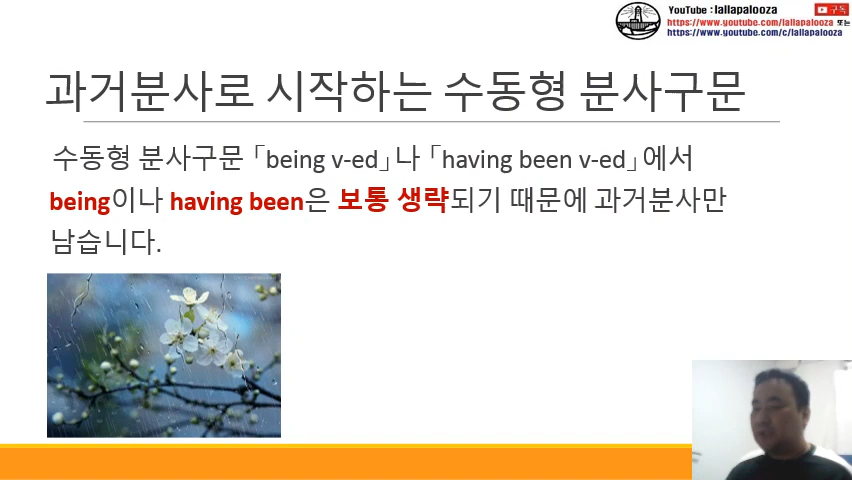 YouTube : lallapalooza 구독
https://www.youtube.com/lallapalooza 또는
https://www.youtube.com/c/lallapalooza
과거분사로 시작하는 수동형 분사구문
수동형 분사구문 ｢being v-ed｣나 ｢having been v-ed｣에서
being이나 having been은 보통 생략되기 때문에 과거분사만
남습니다.